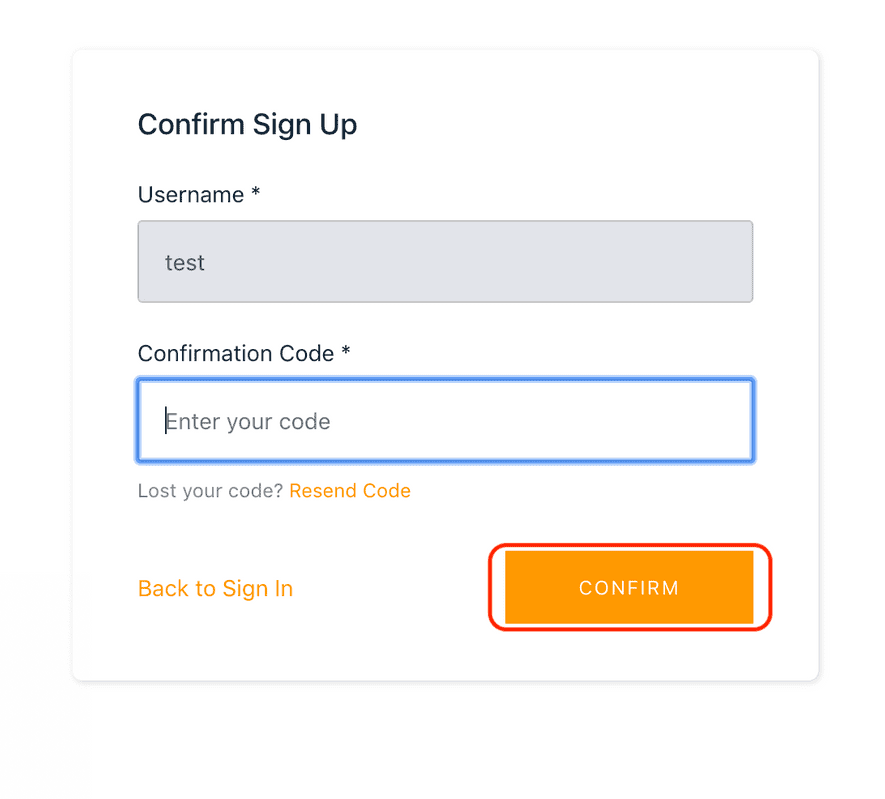 Confirm Sign Up
Username *
test
Confirmation Code *
Enter your code
Lost your code? Resend Code
Back to Sign In
CONFIRM